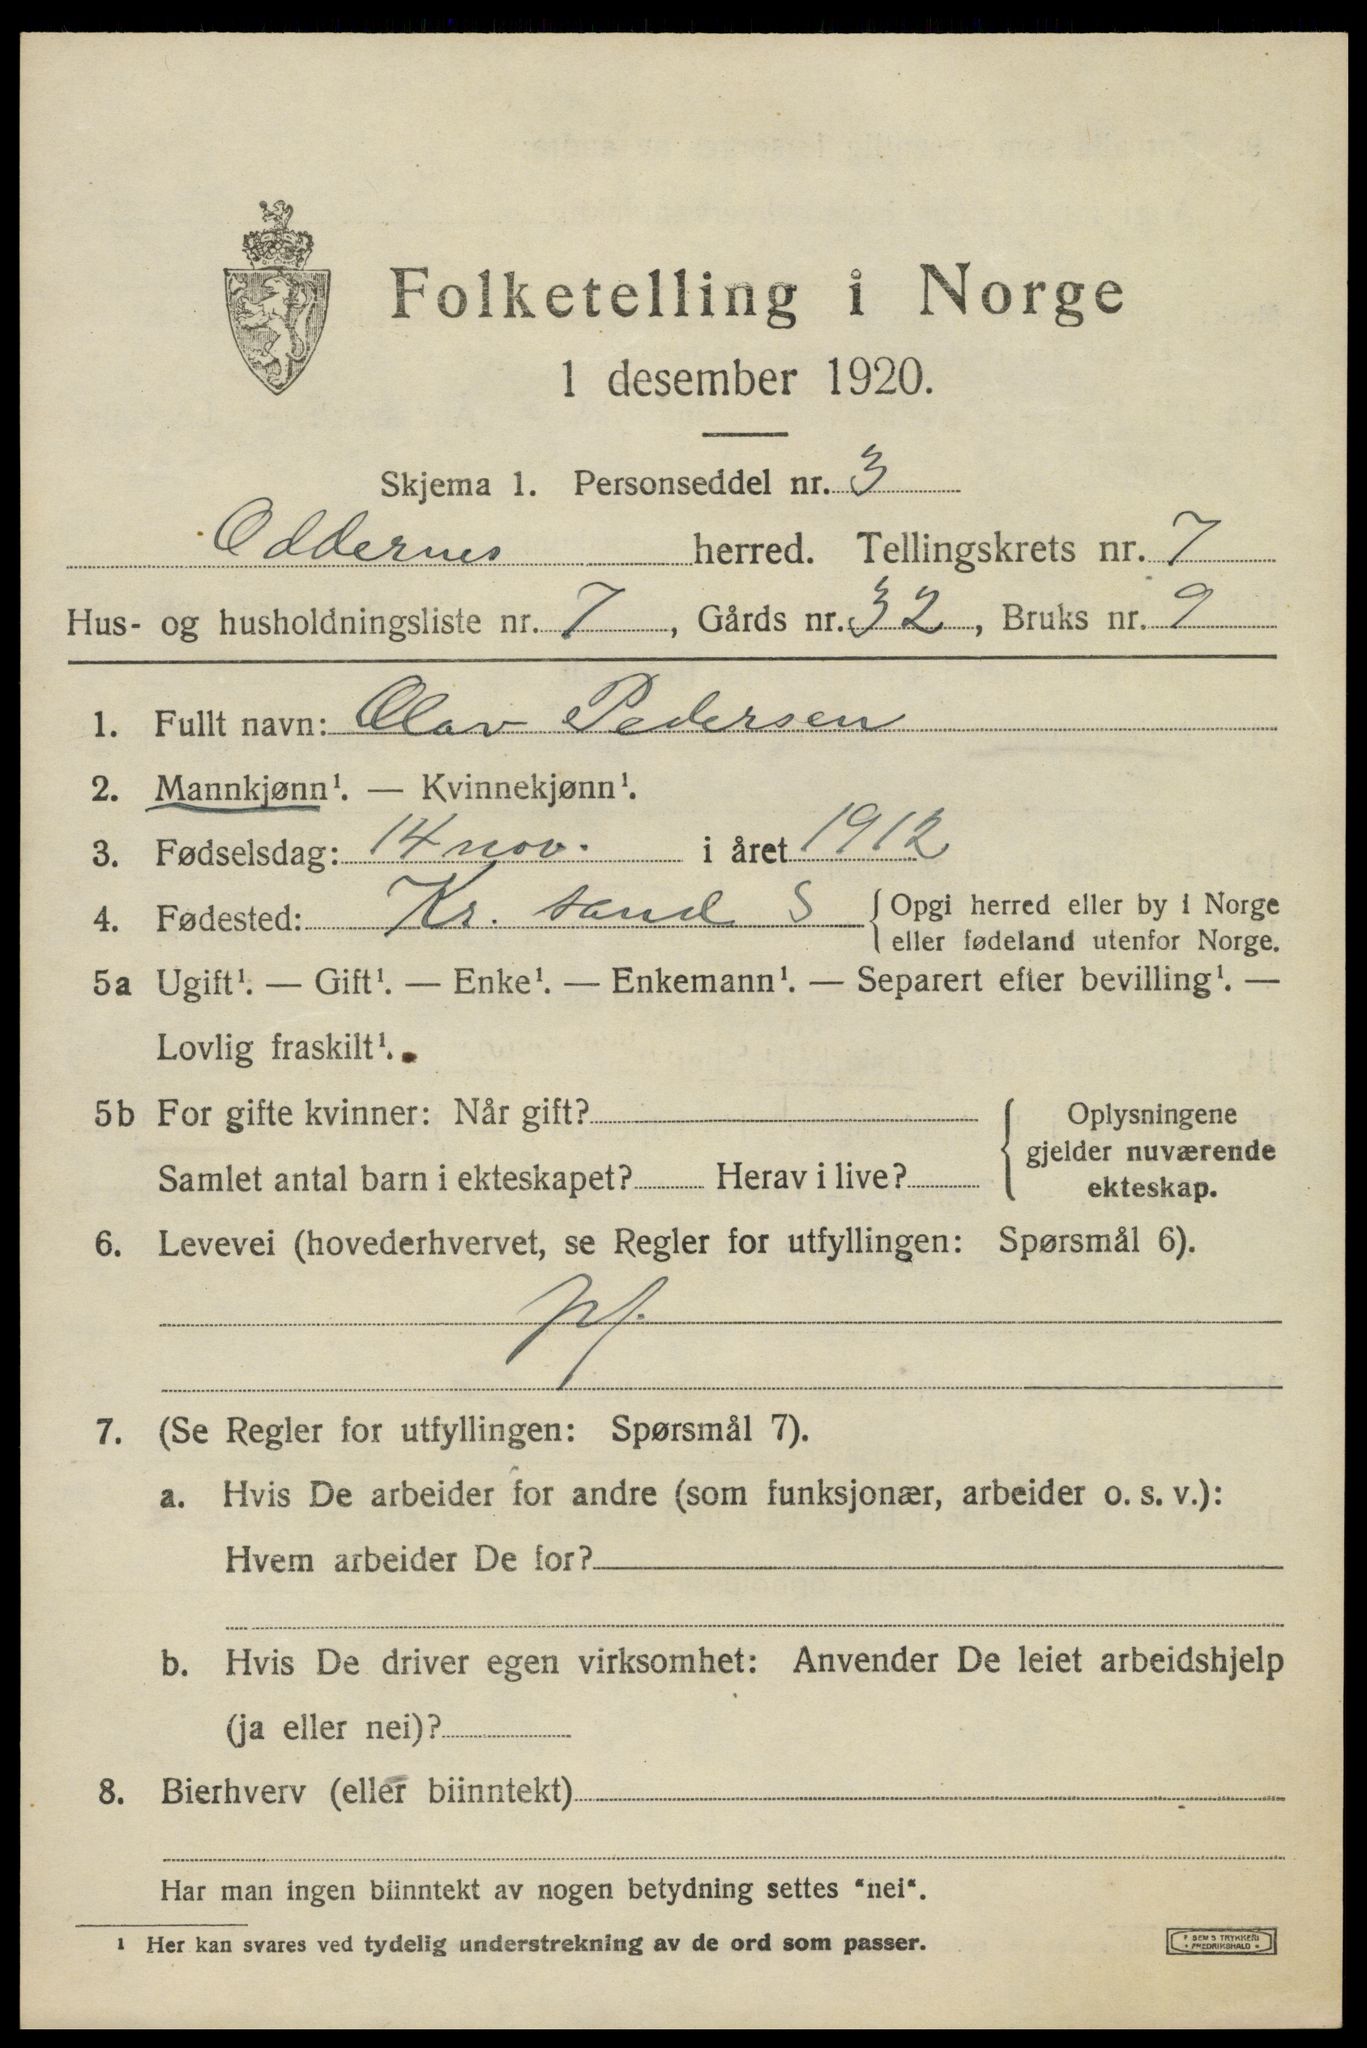 Folketelling i Norge
1 desember 1920.
Skjema 1. Personseddel nr. 3
Oddernes herred. Tellingskrets nr. 7
Hus- og husholdningsliste nr. 7, Gårds nr. 32, Bruks nr. 9
1. Fullt navn: Olav Pedersen
2. Mannkjønn¹. — Kvinnekjønn¹.
3. Fødselsdag: 14 nov. i året 1912
4. Fødested: Kr. sand S { Opgi herred eller by i Norge
eller fødeland utenfor Norge.
5a Ugift¹. — Gift¹. — Enke¹. — Enkemann¹. — Separert efter bevilling¹. —
Lovlig fraskilt¹.
5b For gifte kvinner: Når gift? { Oplysningene
gjelder nuværende
Samlet antal barn i ekteskapet? Herav i live?
ekteskap.
6. Levevei (hovederhvervet, se Regler for utfyllingen: Spørsmål 6).
7. (Se Regler for utfyllingen: Spørsmål 7).
a. Hvis De arbeider for andre (som funksjonær, arbeider o. s. v.):
Hvem arbeider De for?
b. Hvis De driver egen virksomhet: Anvender De leiet arbeidshjelp
(ja eller nei)?
8. Bierhverv (eller biinntekt)
Har man ingen biinntekt av nogen betydning settes "nei".
¹ Her kan svares ved tydelig understrekning av de ord som passer.
SEM'S TRYKKERI
FREDRIKSHALD